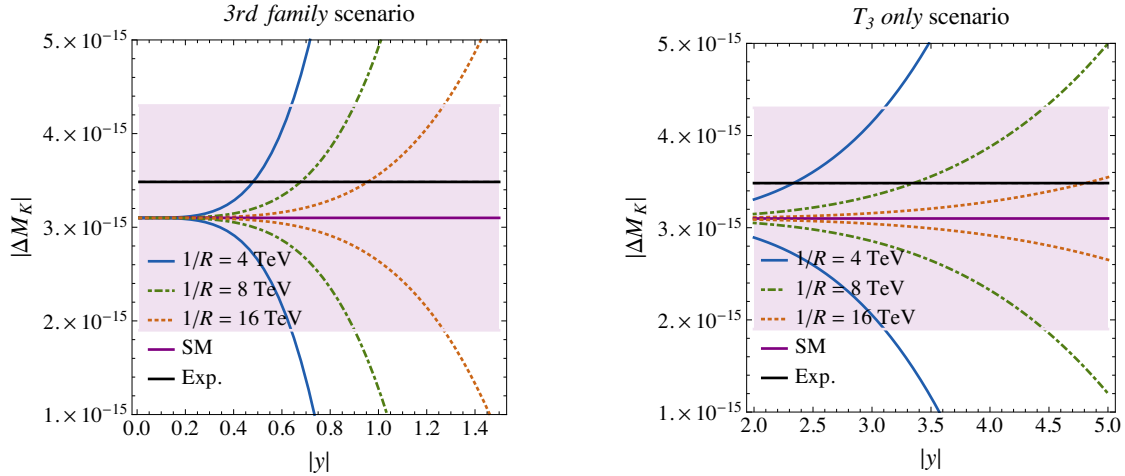 3rd family scenario
5. × 10⁻¹⁵
4. × 10⁻¹⁵
3. × 10⁻¹⁵
2. × 10⁻¹⁵
1. × 10⁻¹⁵
|ΔM_K|
1/R = 4 TeV
1/R = 8 TeV
1/R = 16 TeV
SM
Exp.
0.0 0.2 0.4 0.6 0.8 1.0 1.2 1.4
|y|
T₃ only scenario
5. × 10⁻¹⁵
4. × 10⁻¹⁵
3. × 10⁻¹⁵
2. × 10⁻¹⁵
1. × 10⁻¹⁵
|ΔM_K|
1/R = 4 TeV
1/R = 8 TeV
1/R = 16 TeV
SM
Exp.
2.0 2.5 3.0 3.5 4.0 4.5 5.0
|y|